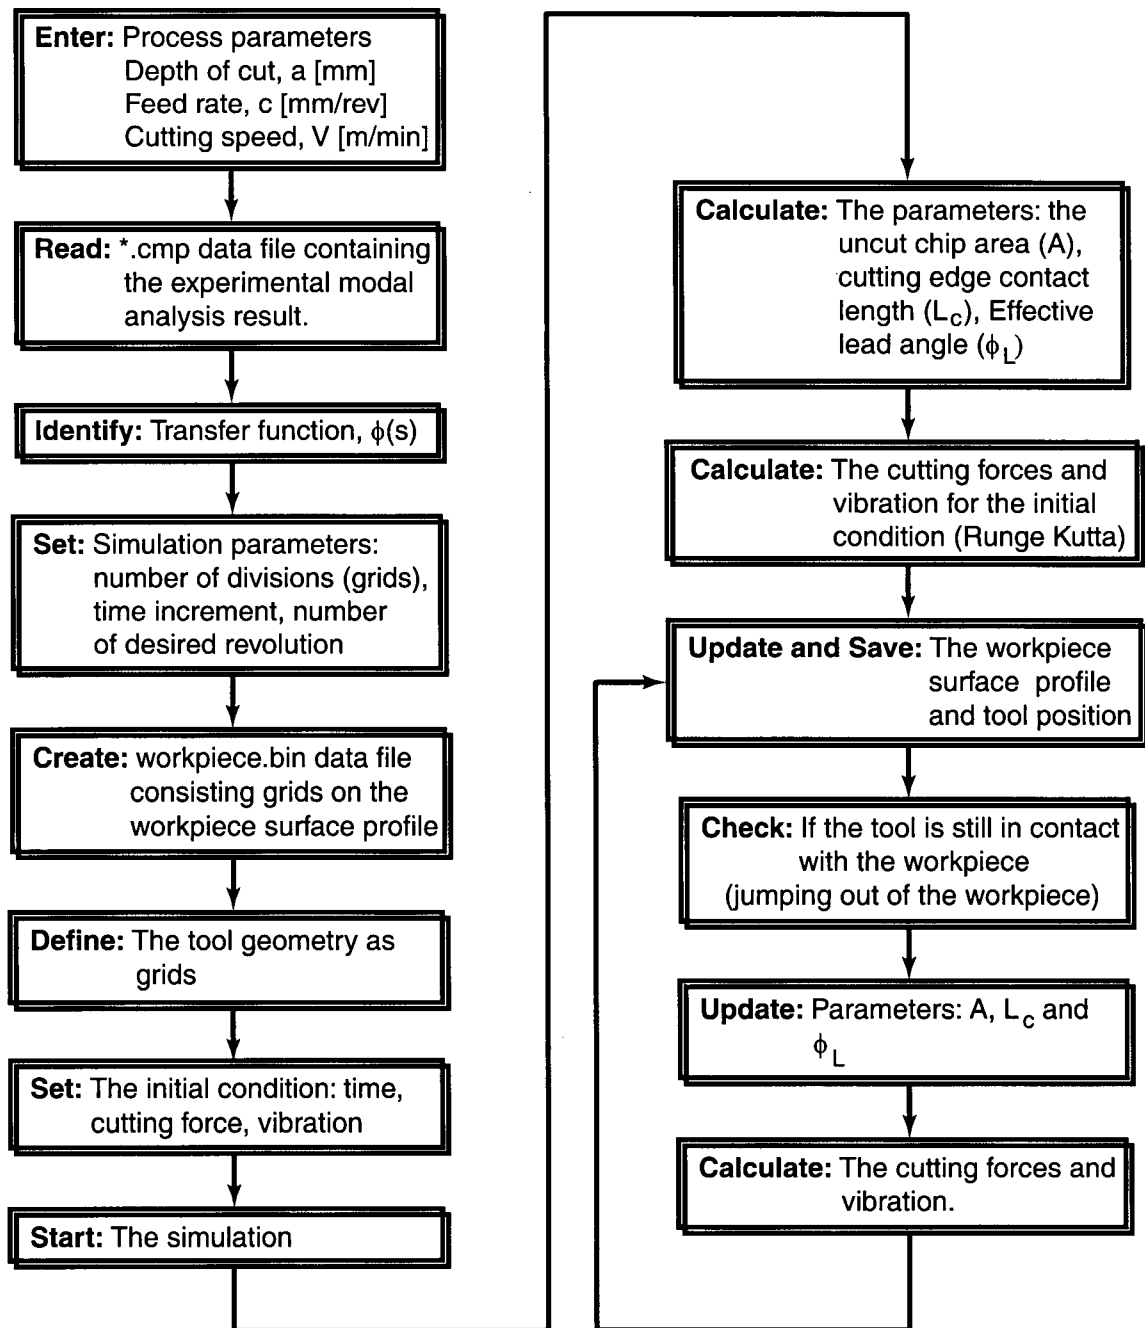 Enter: Process parameters
Depth of cut, a [mm]
Feed rate, c [mm/rev]
Cutting speed, V [m/min]
Read: *.cmp data file containing
the experimental modal
analysis result.
Identify: Transfer function, ϕ(s)
Set: Simulation parameters:
number of divisions (grids),
time increment, number
of desired revolution
Create: workpiece.bin data file
consisting grids on the
workpiece surface profile
Define: The tool geometry as
grids
Set: The initial condition: time,
cutting force, vibration
Start: The simulation
Calculate: The parameters: the
uncut chip area (A),
cutting edge contact
length (L_c), Effective
lead angle (ϕ_L)
Calculate: The cutting forces and
vibration for the initial
condition (Runge Kutta)
Update and Save: The workpiece
surface profile
and tool position
Check: If the tool is still in contact
with the workpiece
(jumping out of the workpiece)
Update: Parameters: A, L_c and
ϕ_L
Calculate: The cutting forces and
vibration.